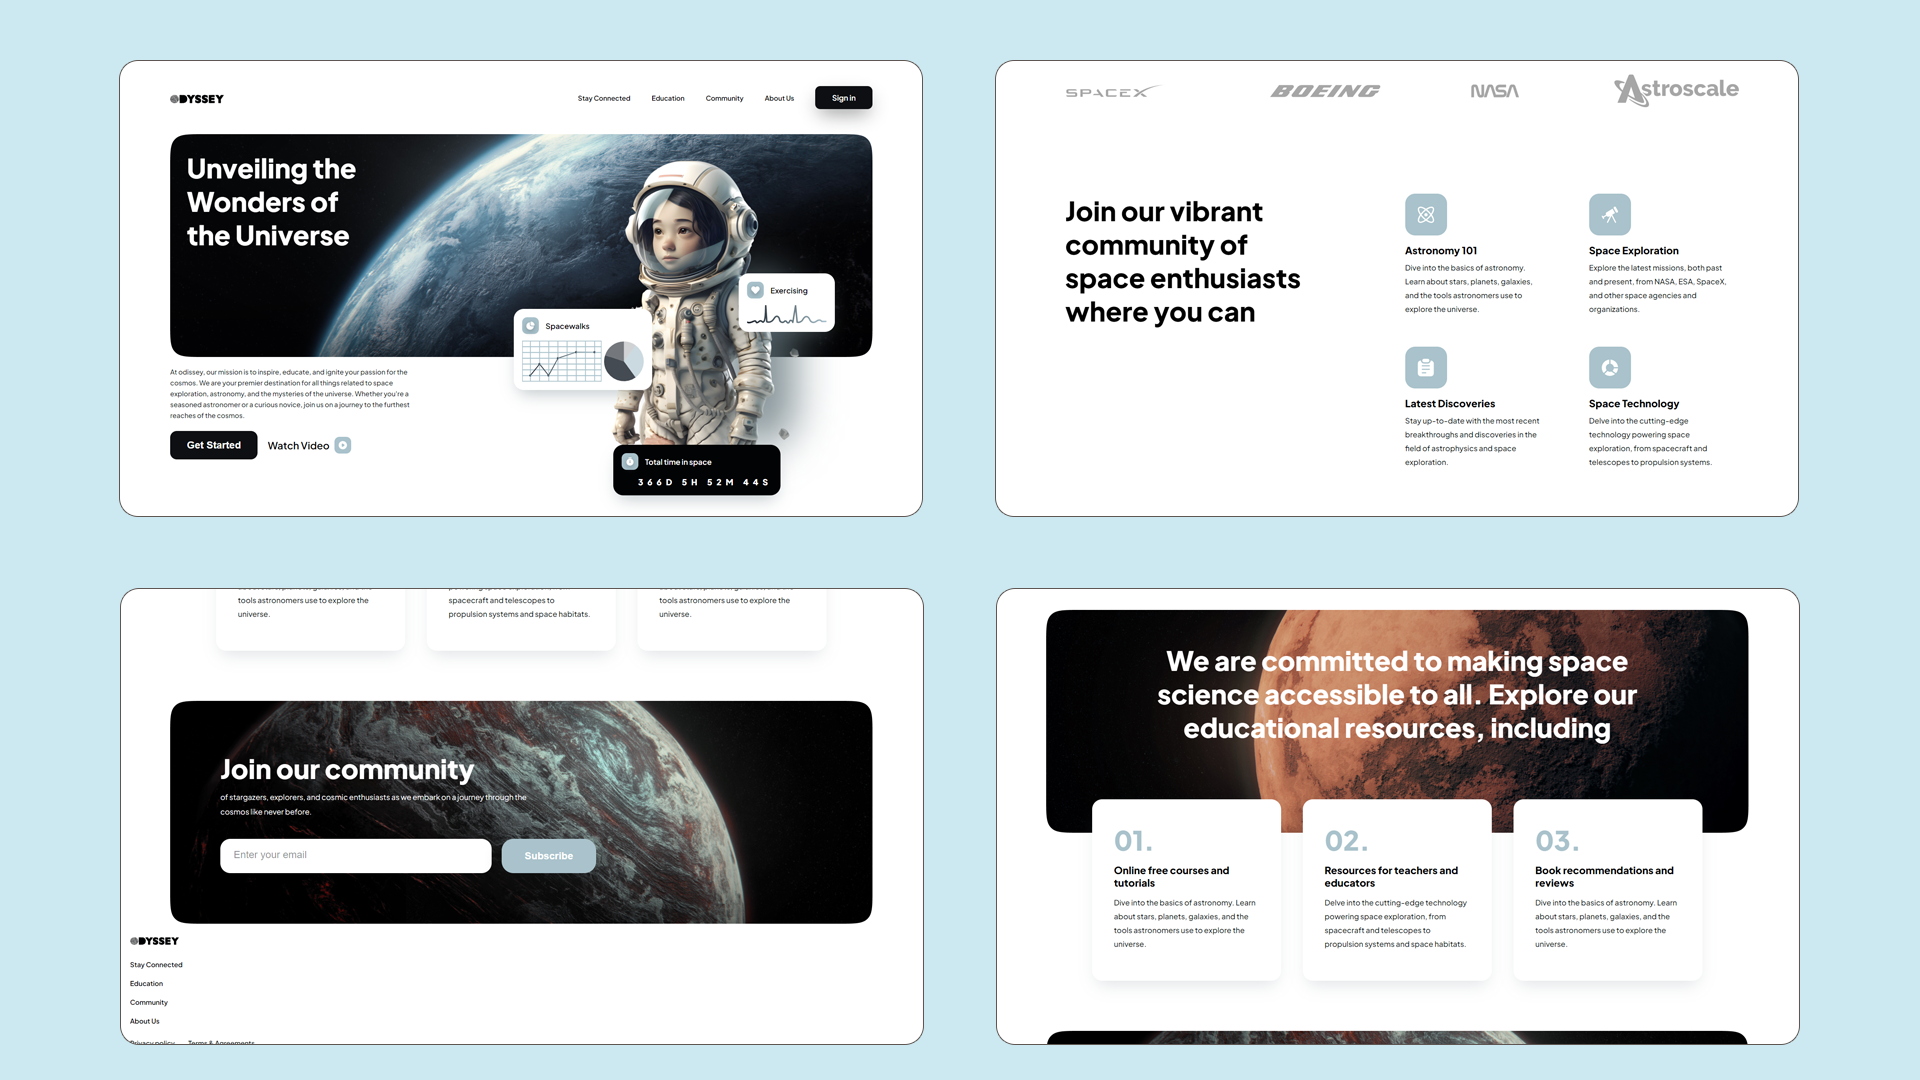 DYSSEY
Stay Connected
Education
Community
About Us
Sign in
Unveiling the
Wonders of
the Universe
Exercising
Spacewalks
At odissey, our mission is to inspire, educate, and ignite your passion for the
cosmos. We are your premier destination for all things related to space
exploration, astronomy, and the mysteries of the universe. Whether you're a
seasoned astronomer or a curious novice, join us on a journey to the furthest
reaches of the cosmos.
Get Started
Watch Video
Total time in space
366D 5H 52M 44S
SPACEX
BOEING
NASA
Astroscale
Join our vibrant
community of
space enthusiasts
where you can
Astronomy 101
Dive into the basics of astronomy.
Learn about stars, planets, galaxies,
and the tools astronomers use to
explore the universe.
Space Exploration
Explore the latest missions, both past
and present, from NASA, ESA, SpaceX,
and other space agencies and
organizations.
Latest Discoveries
Stay up-to-date with the most recent
breakthroughs and discoveries in the
field of astrophysics and space
exploration.
Space Technology
Delve into the cutting-edge
technology powering space
exploration, from spacecraft and
telescopes to propulsion systems.
tools astronomers use to explore the
universe.
spacecraft and telescopes to
propulsion systems and space habitats.
tools astronomers use to explore the
universe.
Join our community
of stargazers, explorers, and cosmic enthusiasts as we embark on a journey through the
cosmos like never before.
Enter your email
Subscribe
DYSSEY
Stay Connected
Education
Community
About Us
Privacy policy
Terms & Agreements
We are committed to making space
science accessible to all. Explore our
educational resources, including
01.
Online free courses and
tutorials
Dive into the basics of astronomy. Learn
about stars, planets, galaxies, and the
tools astronomers use to explore the
universe.
02.
Resources for teachers and
educators
Delve into the cutting-edge technology
powering space exploration, from
spacecraft and telescopes to
propulsion systems and space habitats.
03.
Book recommendations and
reviews
Dive into the basics of astronomy. Learn
about stars, planets, galaxies, and the
tools astronomers use to explore the
universe.